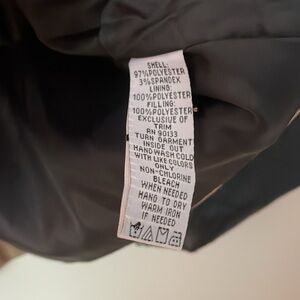 SHELL:
97%POLYESTER
3%SPANDEX
LINING:
100%POLYESTER
FILLING:
100%POLYESTER
EXCLUSIVE OF
TRIM
RN 90133
TURN GARMENT
INSIDE OUT
HAND WASH COLD
WITH LIKE COLORS
ONLY
NON-CHLORINE
BLEACH
WHEN NEEDED
HANG TO DRY
WARM IRON
IF NEEDED